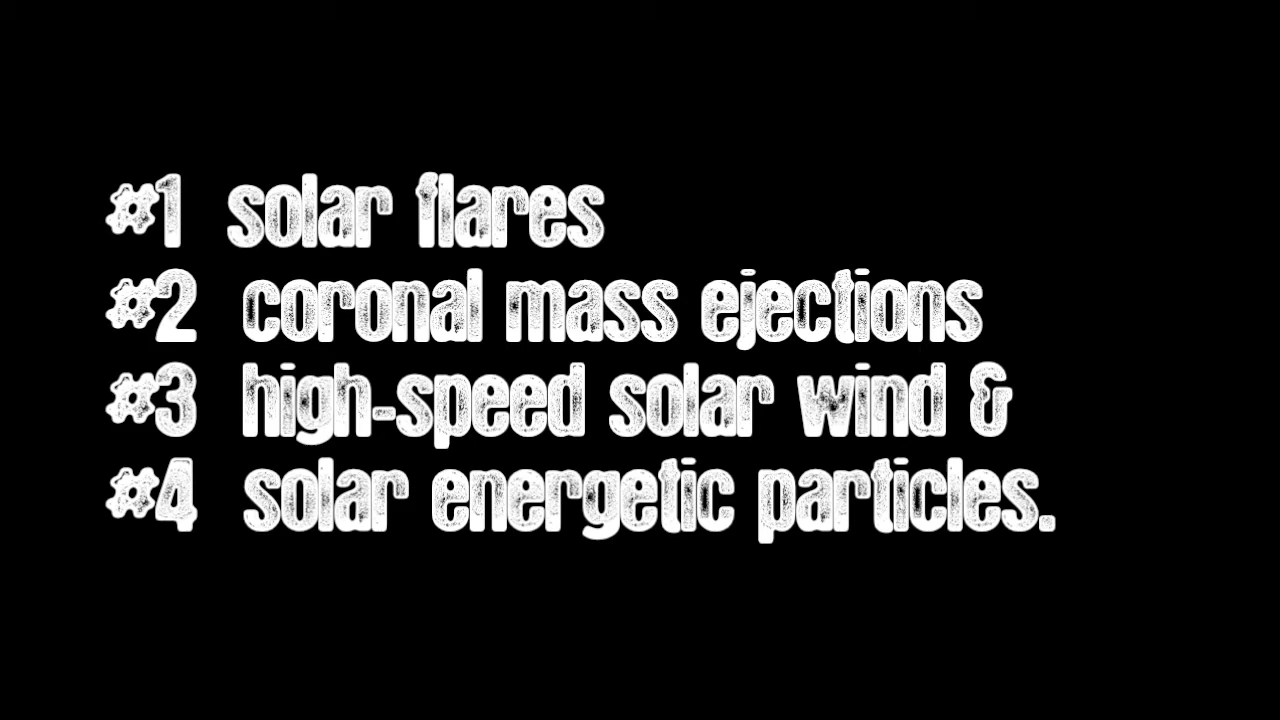 #1 solar flares
#2 coronal mass ejections
#3 high-speed solar wind &
#4 solar energetic particles.